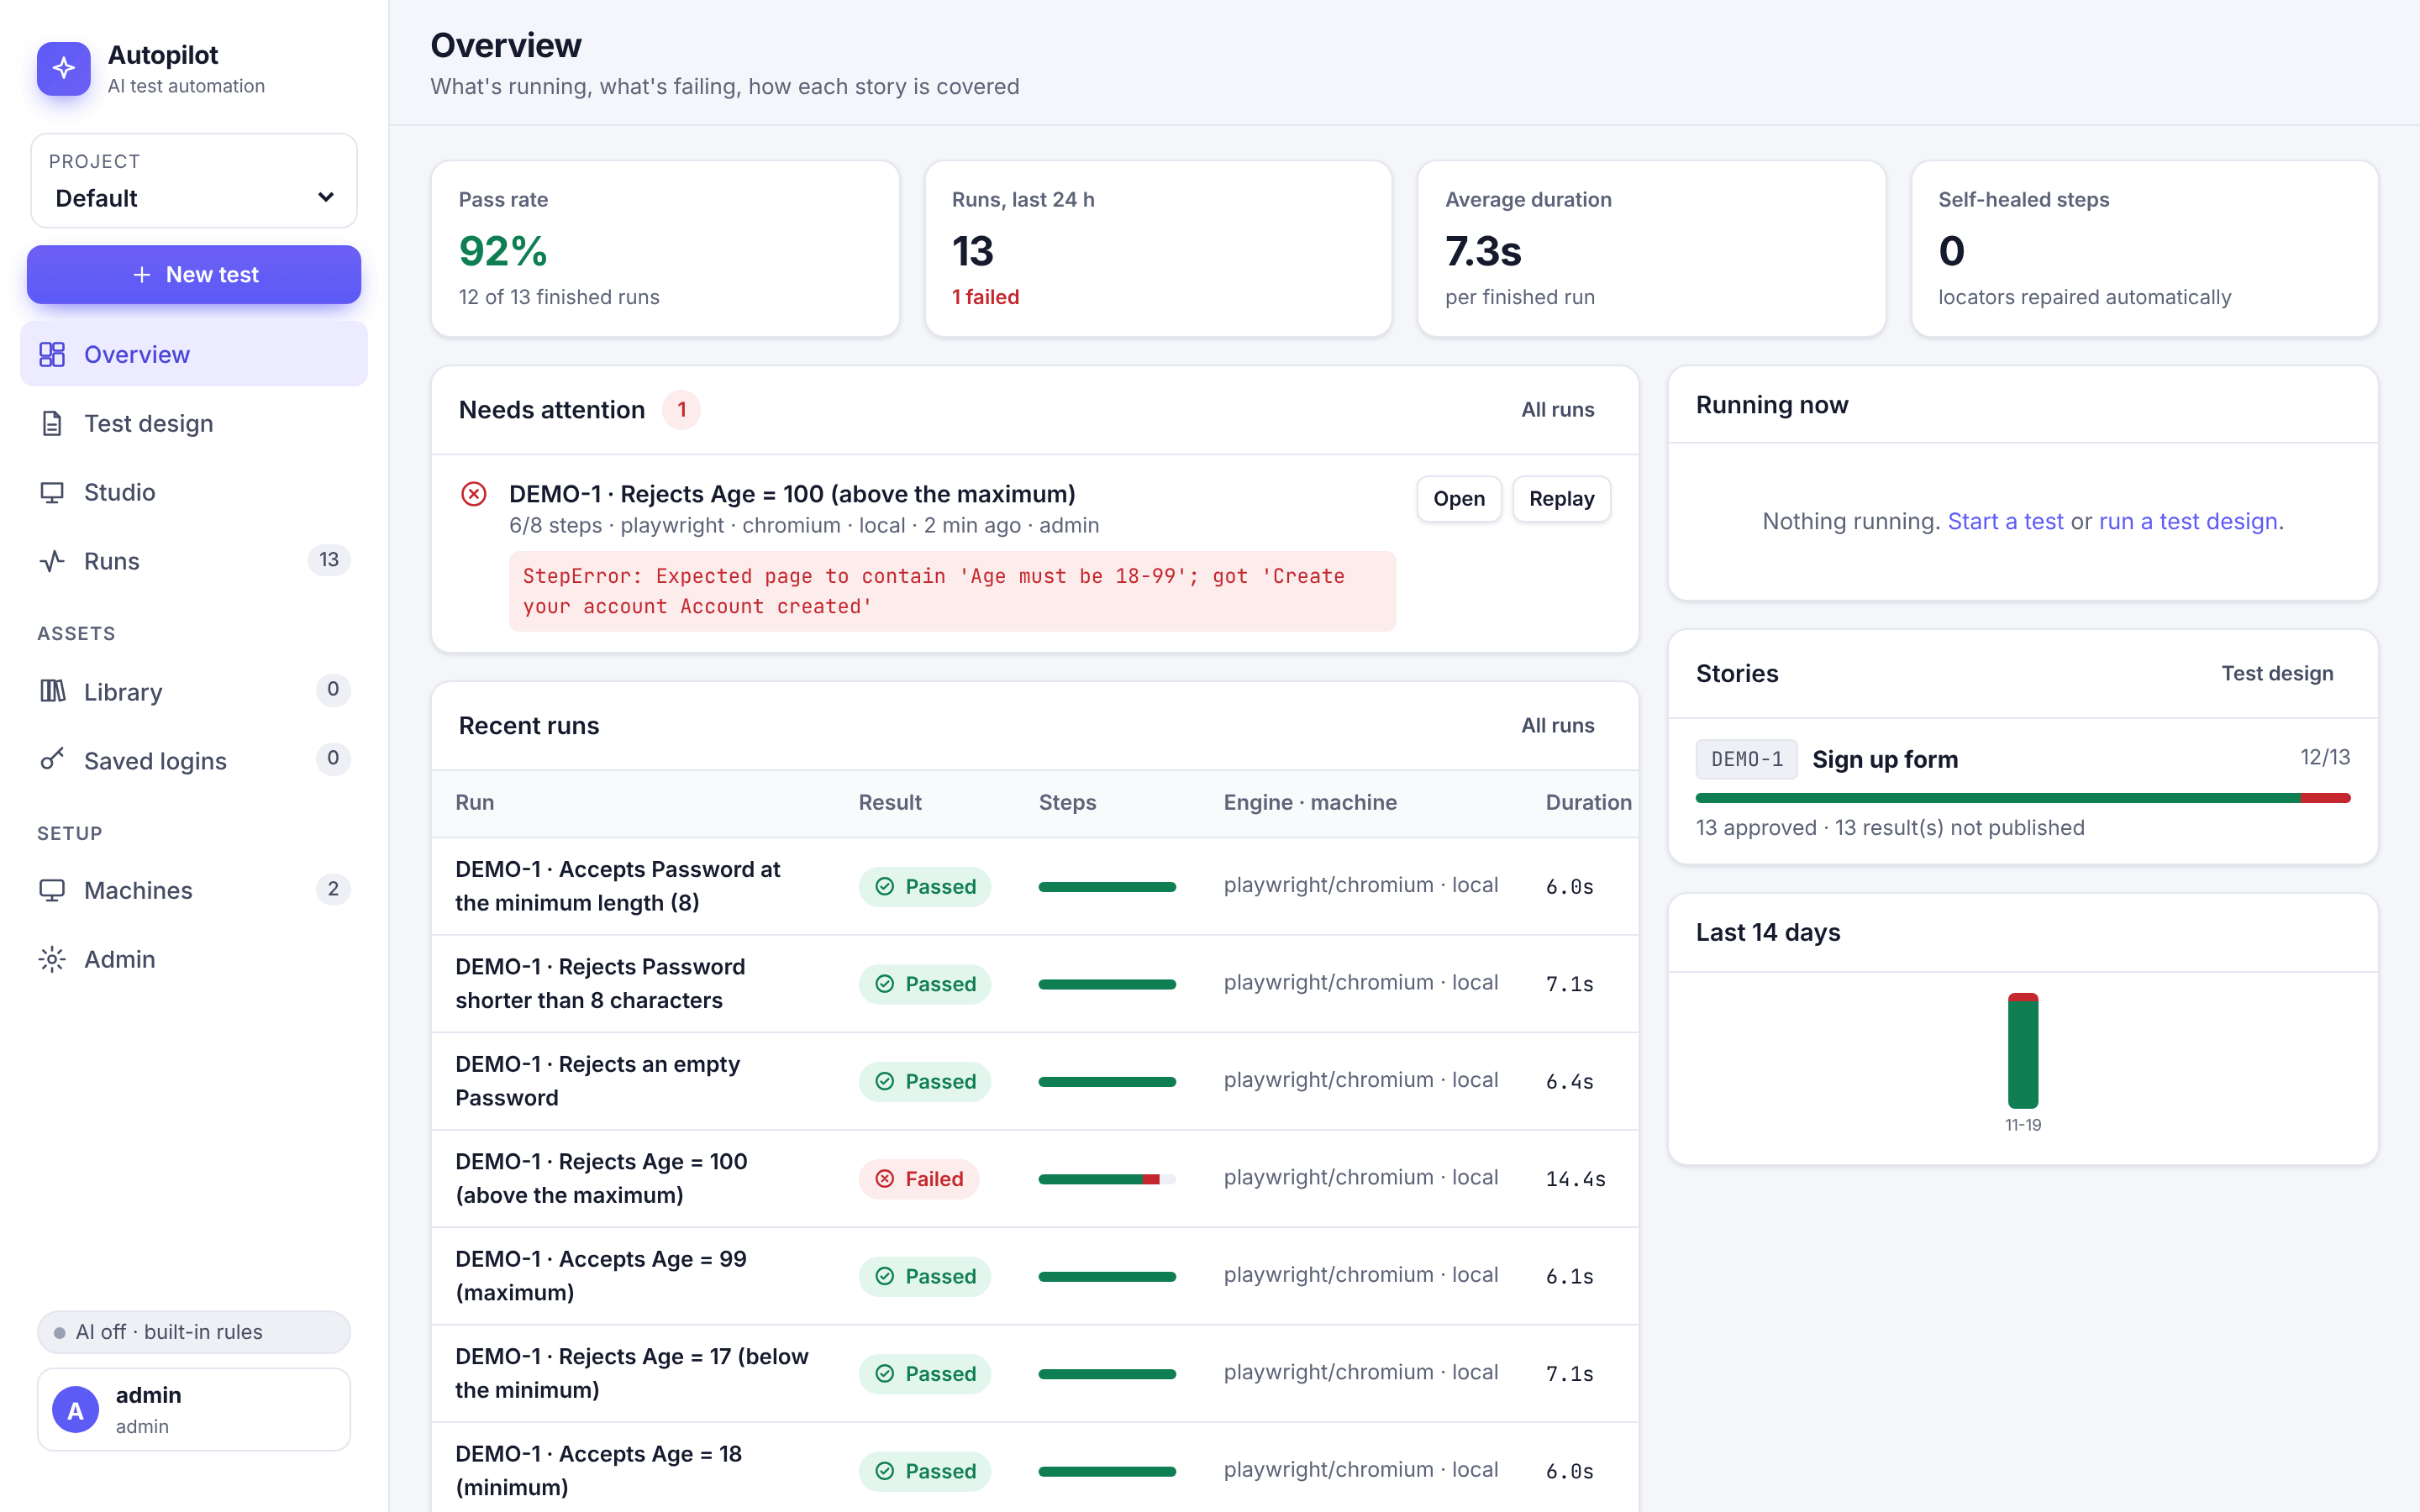 Autopilot
AI test automation
PROJECT
Default
New test
Overview
Test design
Studio
Runs 13
ASSETS
Library 0
Saved logins 0
SETUP
Machines 2
Admin
AI off · built-in rules
A
admin
admin
Overview
What's running, what's failing, how each story is covered
Pass rate
92%
12 of 13 finished runs
Runs, last 24 h
13
1 failed
Average duration
7.3s
per finished run
Self-healed steps
0
locators repaired automatically
Needs attention 1 All runs
DEMO-1 · Rejects Age = 100 (above the maximum)
6/8 steps · playwright · chromium · local · 2 min ago · admin
Open Replay
StepError: Expected page to contain 'Age must be 18-99'; got 'Create
your account Account created'
Recent runs All runs
Run Result Steps Engine · machine Duration
DEMO-1 · Accepts Password at
the minimum length (8)
Passed playwright/chromium · local 6.0s
DEMO-1 · Rejects Password
shorter than 8 characters
Passed playwright/chromium · local 7.1s
DEMO-1 · Rejects an empty
Password
Passed playwright/chromium · local 6.4s
DEMO-1 · Rejects Age = 100
(above the maximum)
Failed playwright/chromium · local 14.4s
DEMO-1 · Accepts Age = 99
(maximum)
Passed playwright/chromium · local 6.1s
DEMO-1 · Rejects Age = 17 (below
the minimum)
Passed playwright/chromium · local 7.1s
DEMO-1 · Accepts Age = 18
(minimum)
Passed playwright/chromium · local 6.0s
Running now
Nothing running. Start a test or run a test design.
Stories Test design
DEMO-1 Sign up form 12/13
13 approved · 13 result(s) not published
Last 14 days
11-19